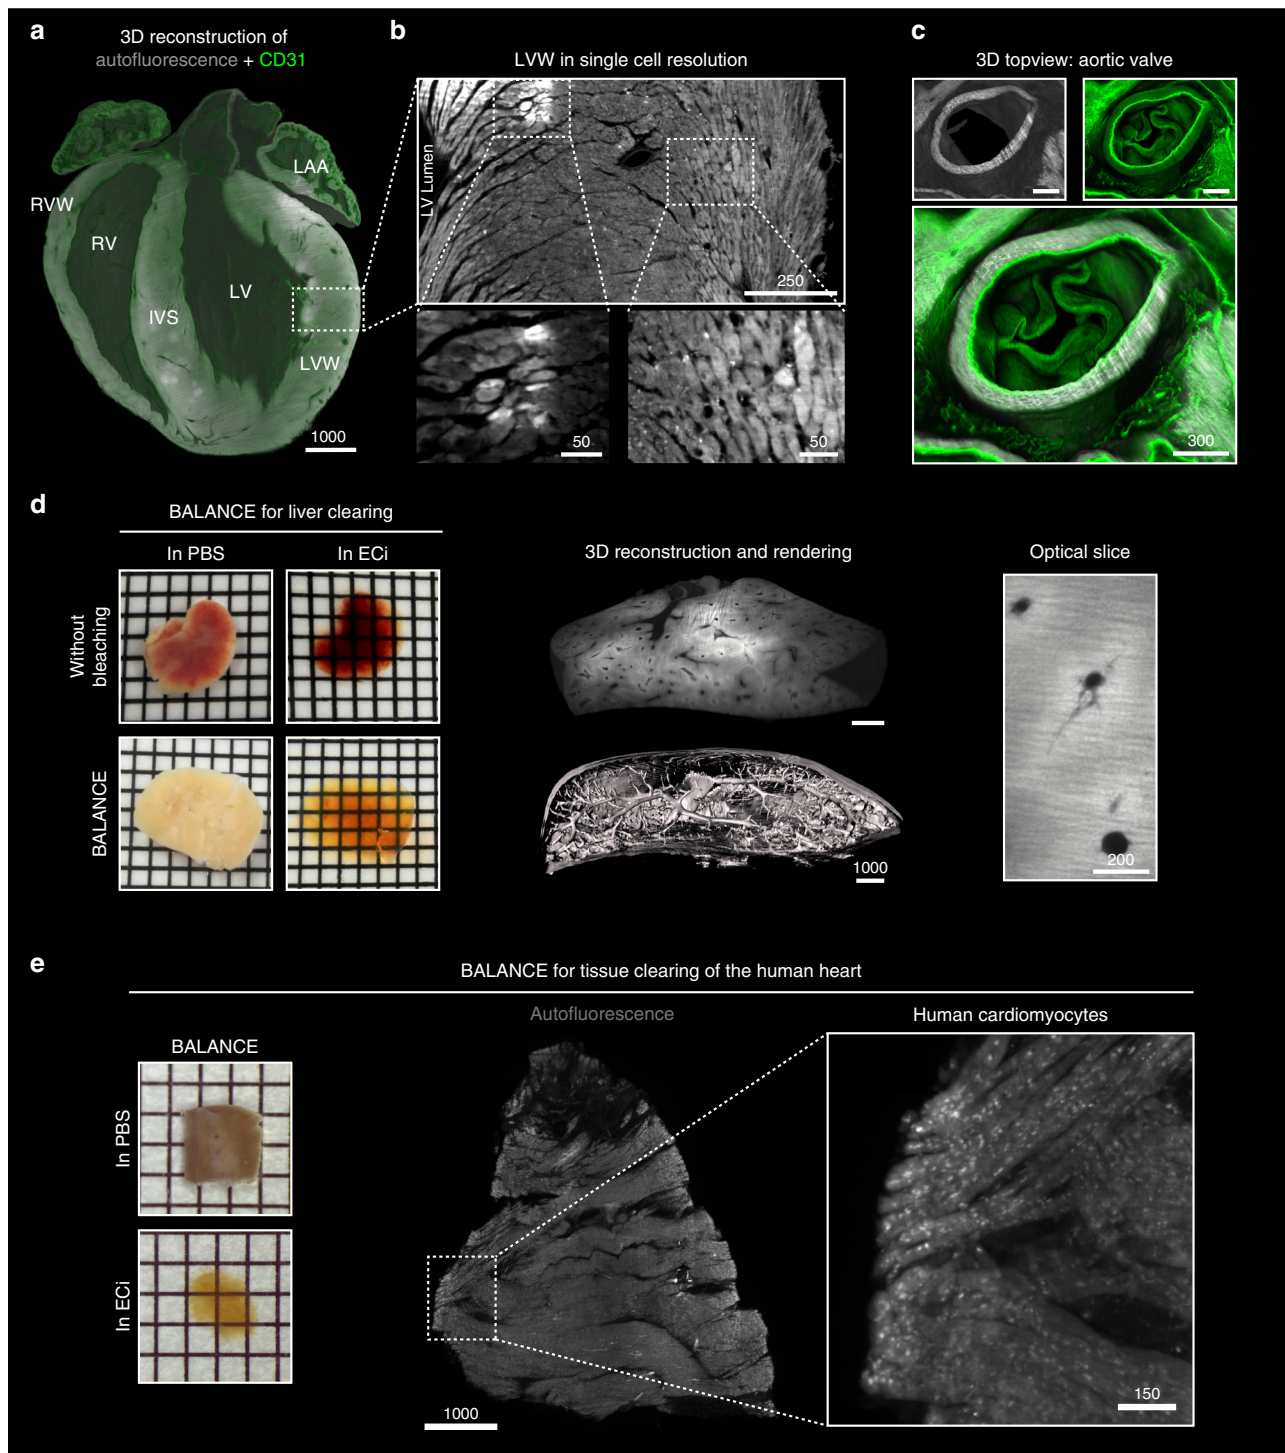 a
3D reconstruction of
autofluorescence + CD31
LAA
RVW
RV
LV
IVS
LVW
1000
b
LVW in single cell resolution
LV Lumen
250
50
50
c
3D topview: aortic valve
300
d
BALANCE for liver clearing
In PBS
In ECi
Without
bleaching
BALANCE
3D reconstruction and rendering
1000
Optical slice
200
e
BALANCE for tissue clearing of the human heart
BALANCE
In PBS
In ECi
Autofluorescence
1000
Human cardiomyocytes
150